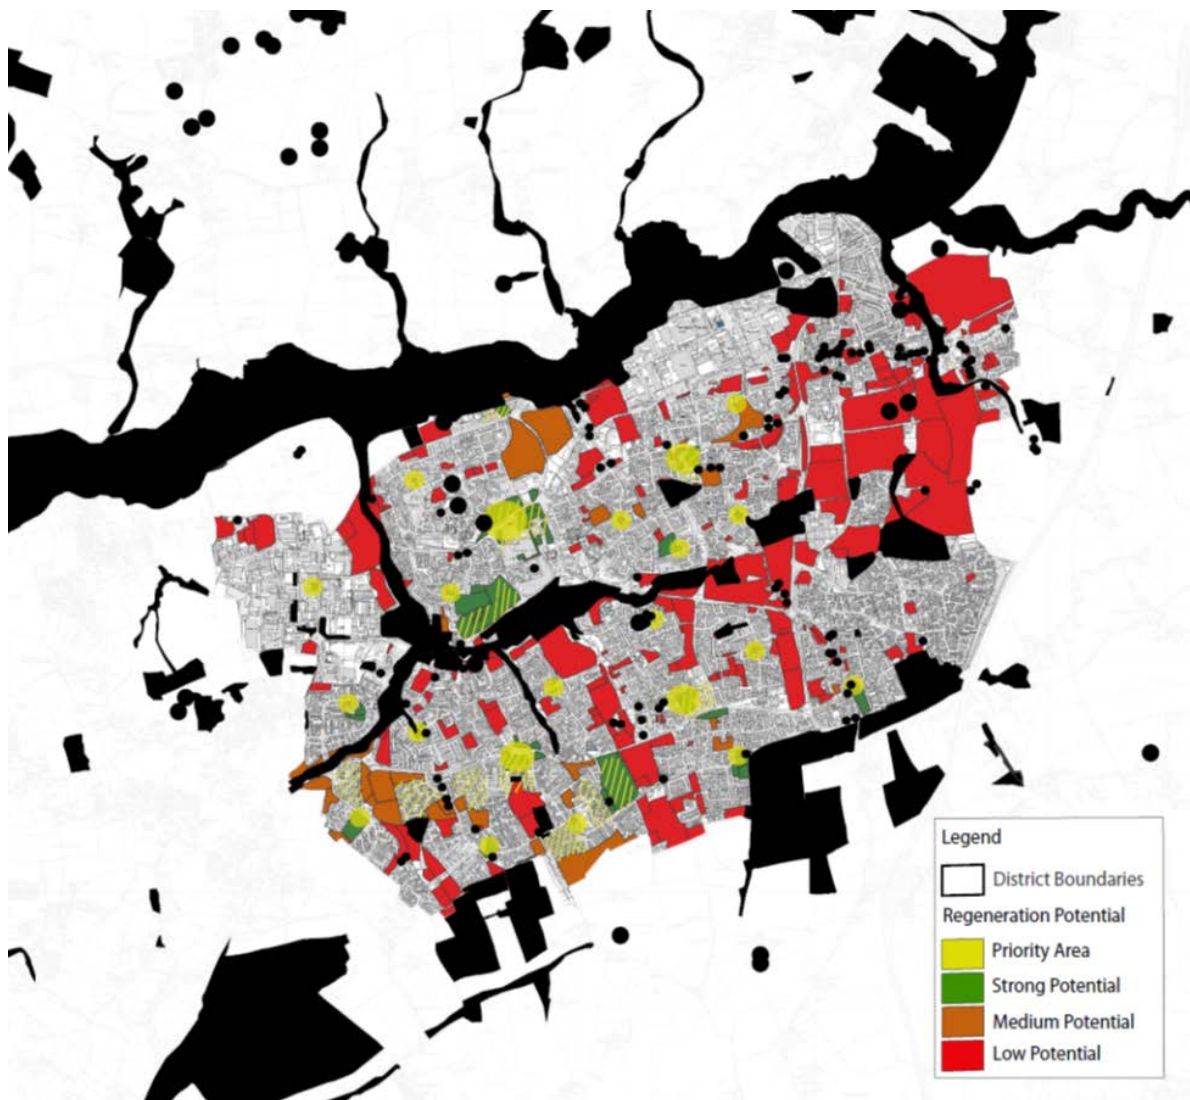 Legend
District Boundaries
Regeneration Potential
Priority Area
Strong Potential
Medium Potential
Low Potential